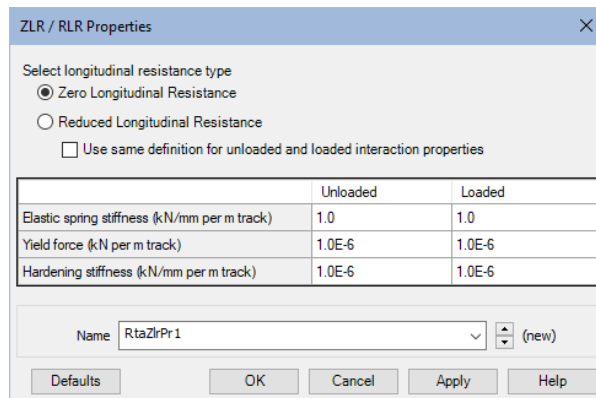 ZLR / RLR Properties
Select longitudinal resistance type
Zero Longitudinal Resistance
Reduced Longitudinal Resistance
Use same definition for unloaded and loaded interaction properties
Unloaded Loaded
Elastic spring stiffness (kN/mm per m track) 1.0 1.0
Yield force (kN per m track) 1.0E-6 1.0E-6
Hardening stiffness (kN/mm per m track) 1.0E-6 1.0E-6
Name RtaZlrPr1 (new)
Defaults OK Cancel Apply Help